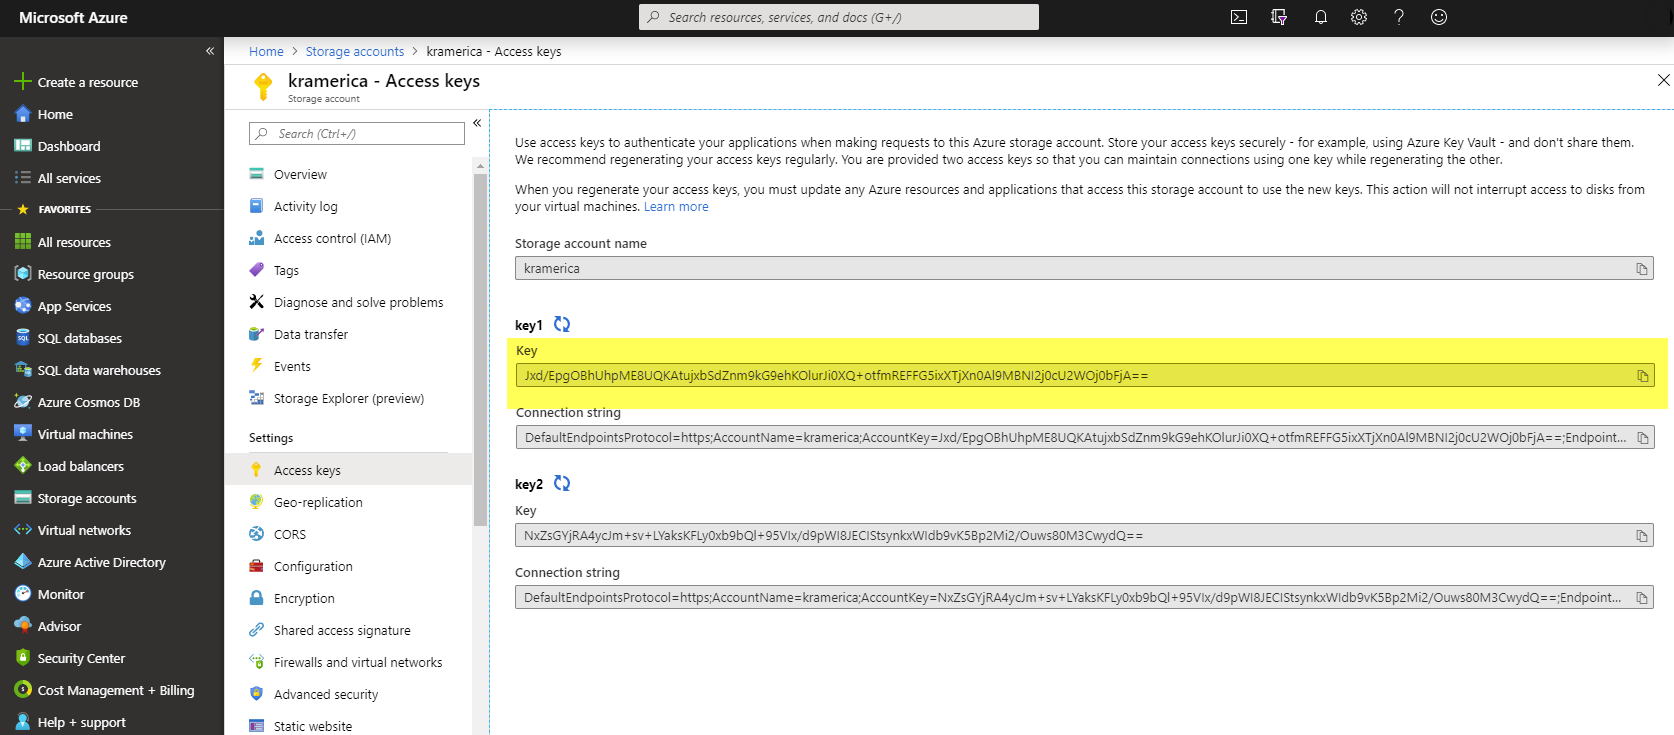 Microsoft Azure
Search resources, services, and docs (G+/)
«
Create a resource
Home
Dashboard
All services
FAVORITES
All resources
Resource groups
App Services
SQL databases
SQL data warehouses
Azure Cosmos DB
Virtual machines
Load balancers
Storage accounts
Virtual networks
Azure Active Directory
Monitor
Advisor
Security Center
Cost Management + Billing
Help + support
Home > Storage accounts > kramerica - Access keys
kramerica - Access keys
Storage account
Search (Ctrl+/)
«
Overview
Activity log
Access control (IAM)
Tags
Diagnose and solve problems
Data transfer
Events
Storage Explorer (preview)
Settings
Access keys
Geo-replication
CORS
Configuration
Encryption
Shared access signature
Firewalls and virtual networks
Advanced security
Static website
Use access keys to authenticate your applications when making requests to this Azure storage account. Store your access keys securely - for example, using Azure Key Vault - and don't share them.
We recommend regenerating your access keys regularly. You are provided two access keys so that you can maintain connections using one key while regenerating the other.
When you regenerate your access keys, you must update any Azure resources and applications that access this storage account to use the new keys. This action will not interrupt access to disks from
your virtual machines. Learn more
Storage account name
kramerica
key1
Key
Jxd/EpgOBhUhpME8UQKAtujxbSdZnm9kG9ehKOlurJi0XQ+otfmREFFG5ixXTjXn0Al9MBNI2j0cU2WOj0bFjA==
Connection string
DefaultEndpointsProtocol=https;AccountName=kramerica;AccountKey=Jxd/EpgOBhUhpME8UQKAtujxbSdZnm9kG9ehKOlurJi0XQ+otfmREFFG5ixXTjXn0Al9MBNI2j0cU2WOj0bFjA==;Endpoint...
key2
Key
NxZsGYjRA4ycJm+sv+LYaksKFLy0xb9bQl+95VIx/d9pWI8JECIStsynkxWIdb9vK5Bp2Mi2/Ouws80M3CwydQ==
Connection string
DefaultEndpointsProtocol=https;AccountName=kramerica;AccountKey=NxZsGYjRA4ycJm+sv+LYaksKFLy0xb9bQl+95VIx/d9pWI8JECIStsynkxWIdb9vK5Bp2Mi2/Ouws80M3CwydQ==;Endpoint...